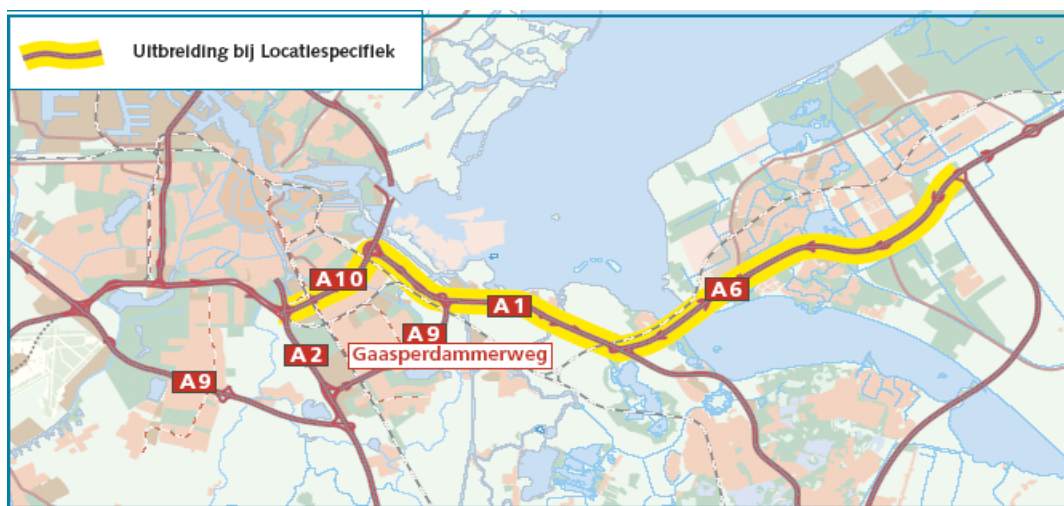 Uitbreiding bij Locatiespecifiek
A10
A1
A6
A9
A2
Gaasperdammerweg
A9